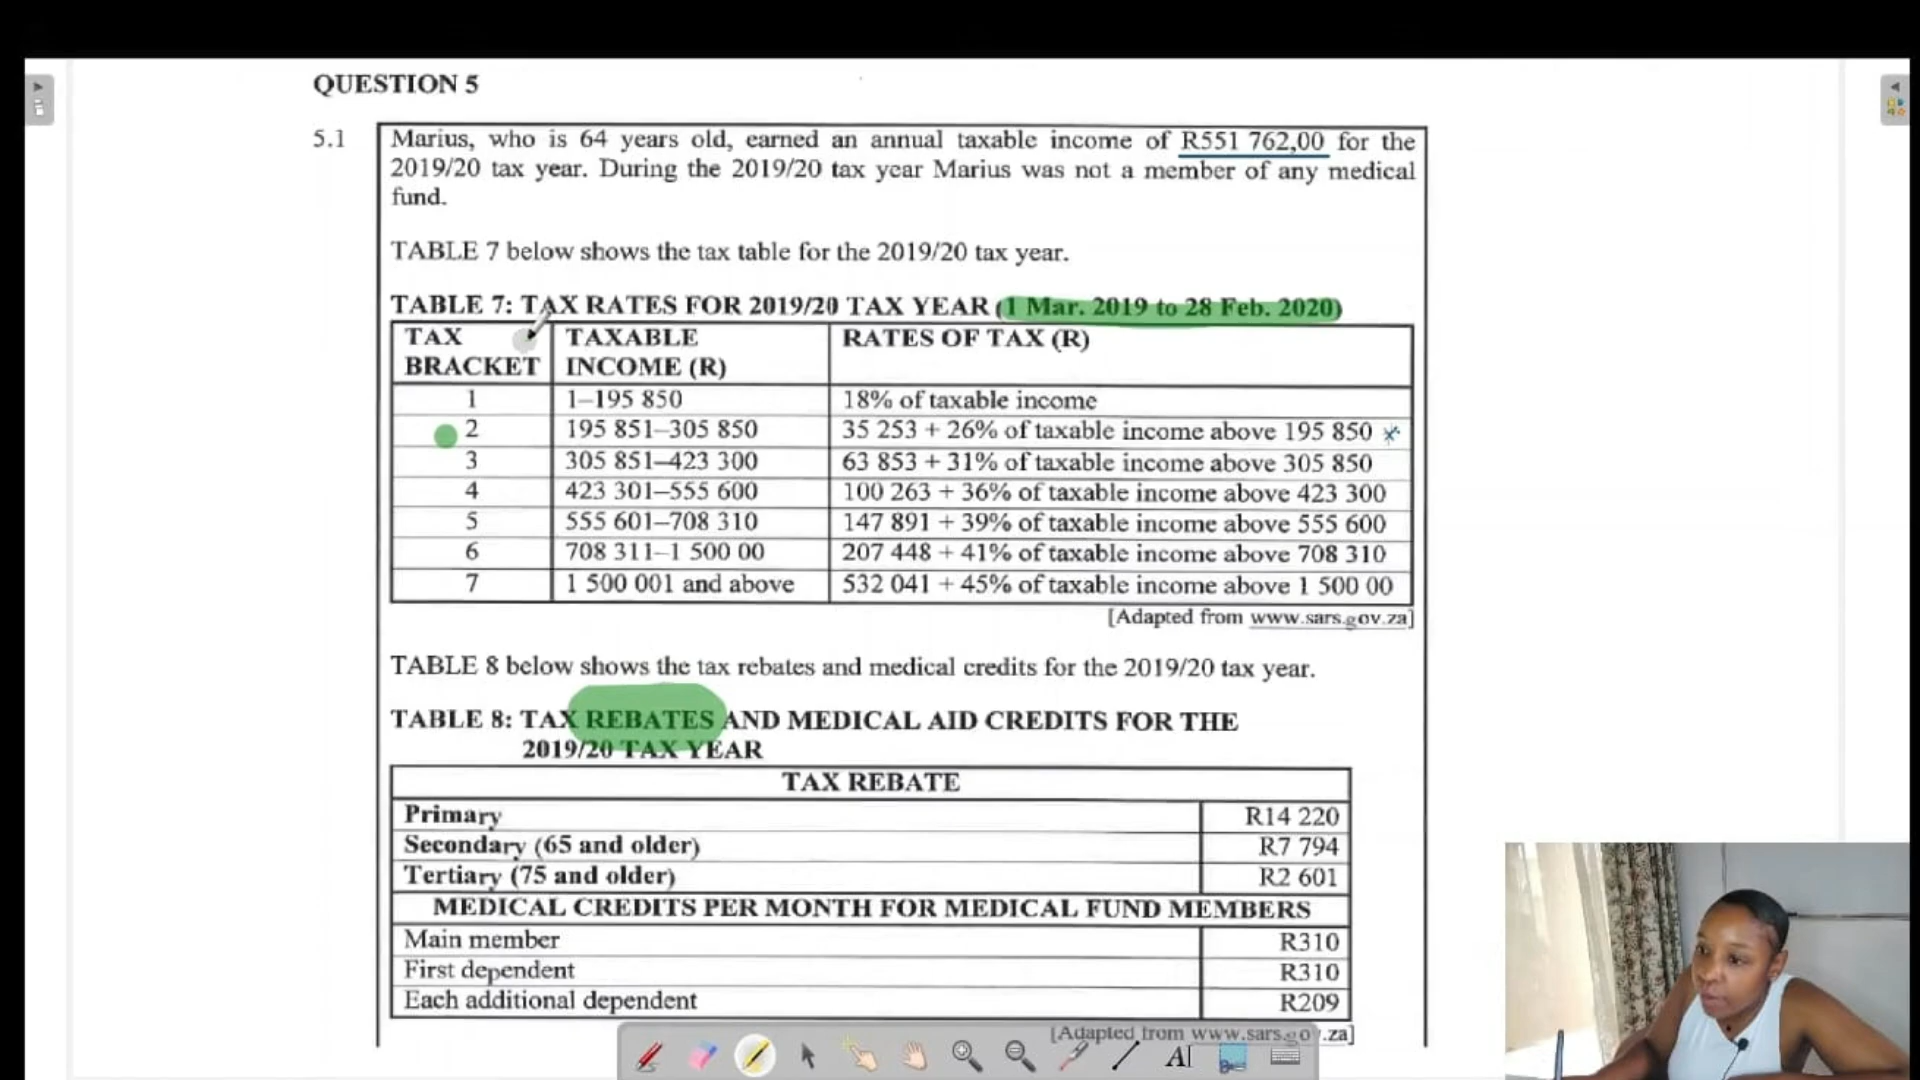 QUESTION 5
5.1
Marius, who is 64 years old, earned an annual taxable income of R551 762,00 for the
2019/20 tax year. During the 2019/20 tax year Marius was not a member of any medical
fund.
TABLE 7 below shows the tax table for the 2019/20 tax year.
TABLE 7: TAX RATES FOR 2019/20 TAX YEAR (1 Mar. 2019 to 28 Feb. 2020)
TAX BRACKET TAXABLE INCOME (R) RATES OF TAX (R)
1 1–195 850 18% of taxable income
2 195 851–305 850 35 253 + 26% of taxable income above 195 850
3 305 851–423 300 63 853 + 31% of taxable income above 305 850
4 423 301–555 600 100 263 + 36% of taxable income above 423 300
5 555 601–708 310 147 891 + 39% of taxable income above 555 600
6 708 311–1 500 00 207 448 + 41% of taxable income above 708 310
7 1 500 001 and above 532 041 + 45% of taxable income above 1 500 00
[Adapted from www.sars.gov.za]
TABLE 8 below shows the tax rebates and medical credits for the 2019/20 tax year.
TABLE 8: TAX REBATES AND MEDICAL AID CREDITS FOR THE
2019/20 TAX YEAR
TAX REBATE
Primary R14 220
Secondary (65 and older) R7 794
Tertiary (75 and older) R2 601
MEDICAL CREDITS PER MONTH FOR MEDICAL FUND MEMBERS
Main member R310
First dependent R310
Each additional dependent R209
[Adapted from www.sars.go .za]
A